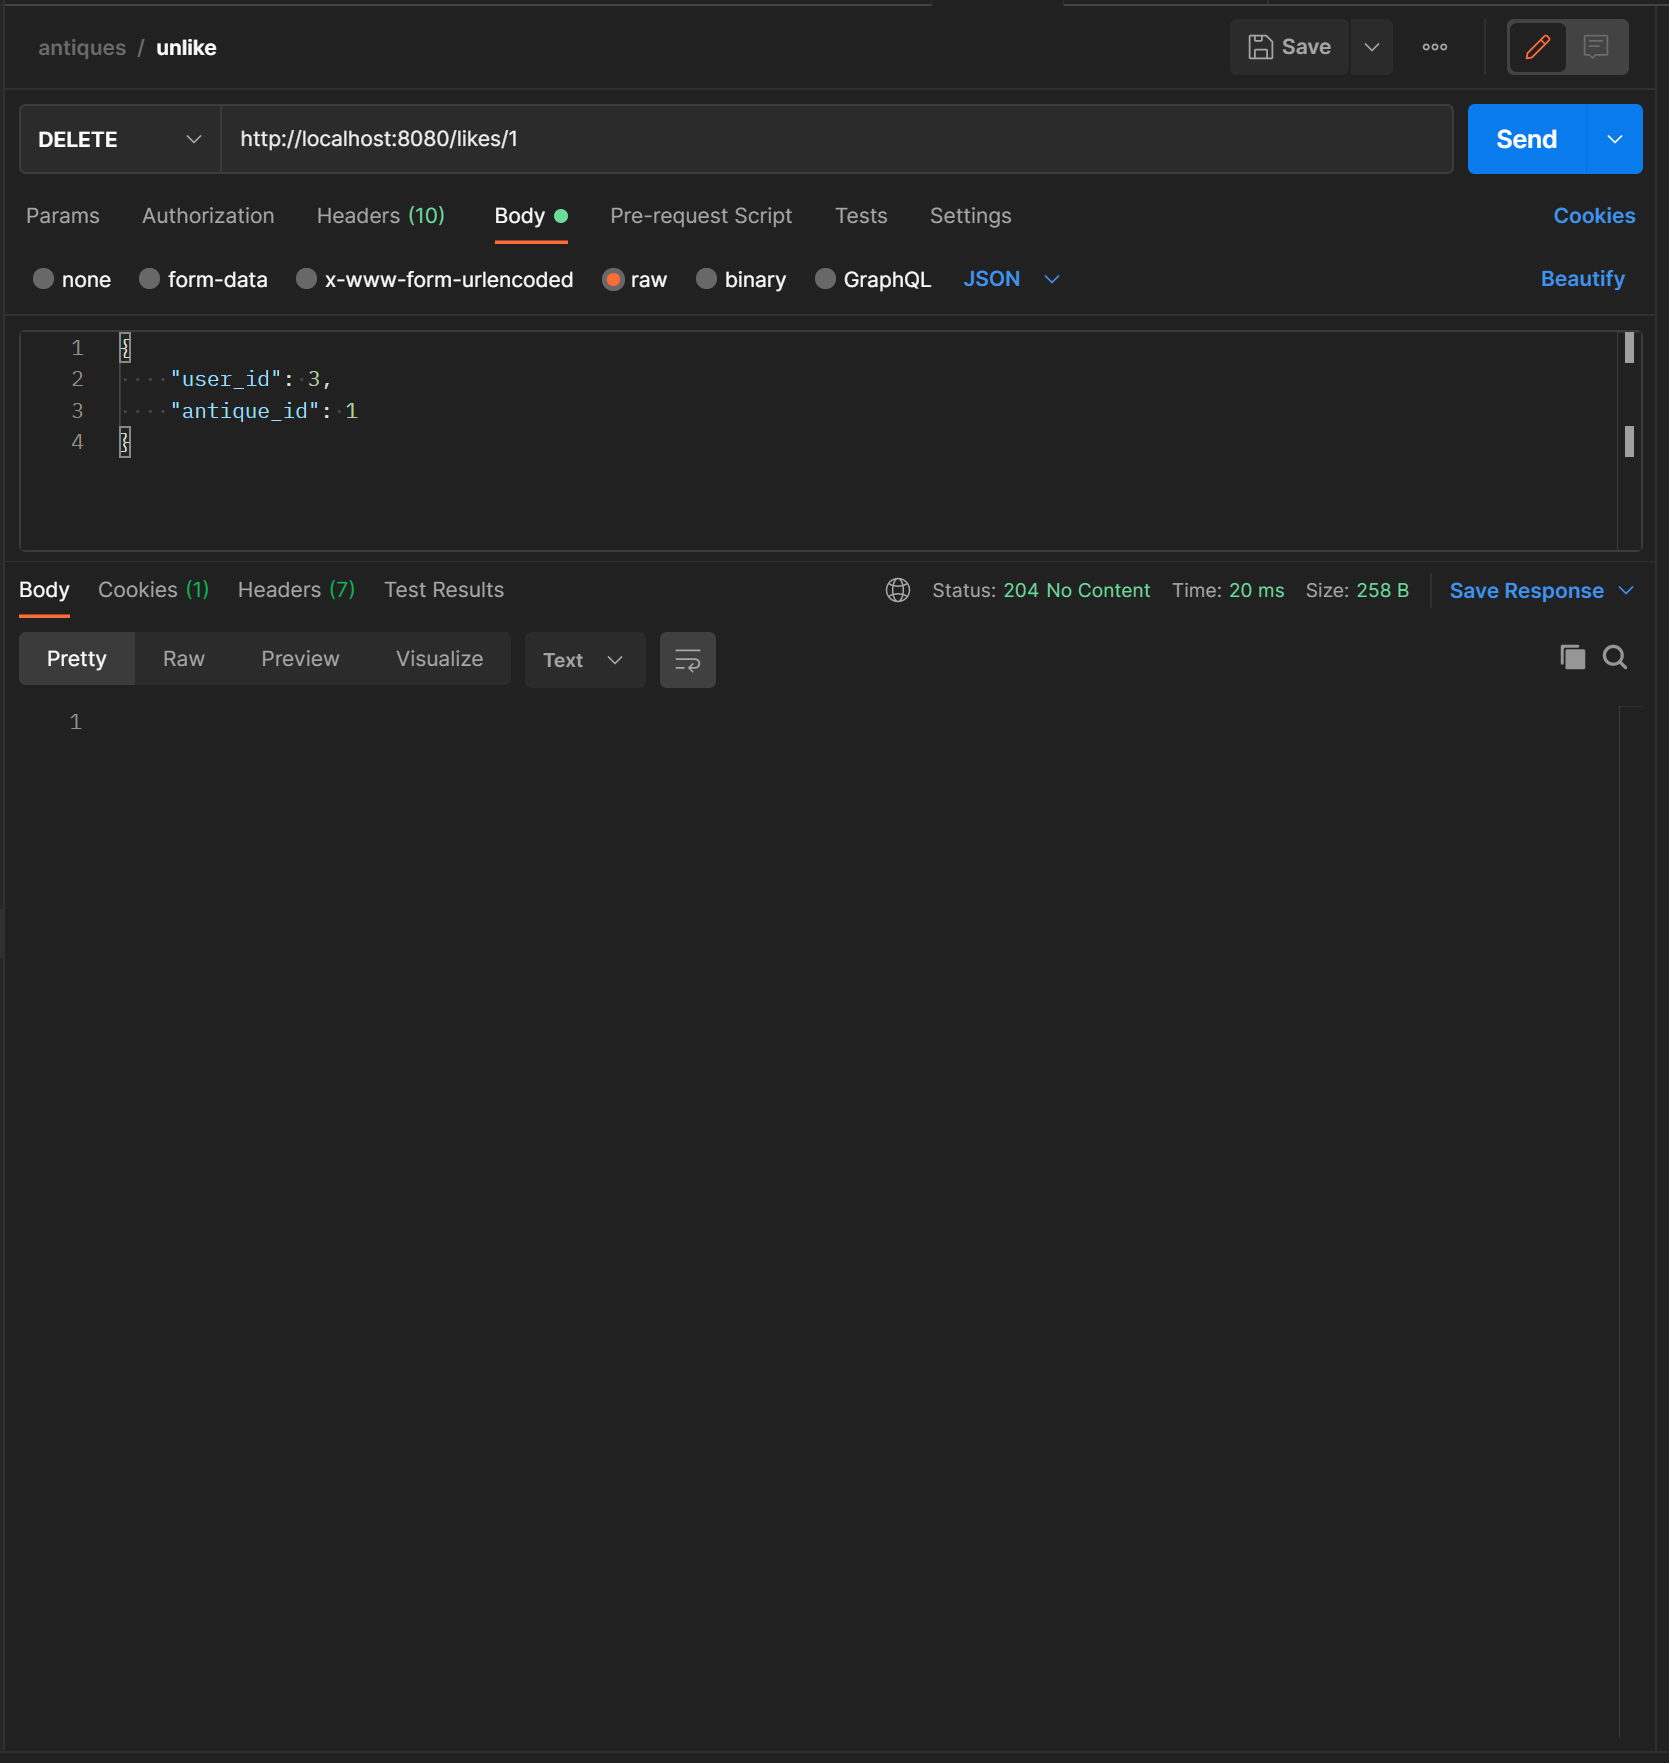 antiques / unlike
Save
DELETE
http://localhost:8080/likes/1
Send
Params Authorization Headers (10) Body Pre-request Script Tests Settings Cookies
none form-data x-www-form-urlencoded raw binary GraphQL JSON Beautify
1 {
2 "user_id": 3,
3 "antique_id": 1
4 }
Body Cookies (1) Headers (7) Test Results Status: 204 No Content Time: 20 ms Size: 258 B Save Response
Pretty Raw Preview Visualize Text
1